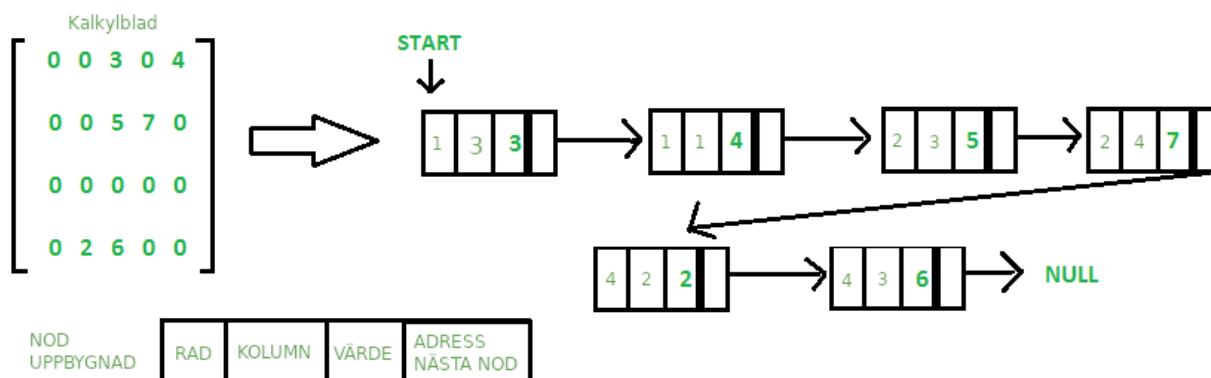 Kalkylblad
0 0 3 0 4
0 0 5 7 0
0 0 0 0 0
0 2 6 0 0
START
1 3 3
1 1 4
2 3 5
2 4 7
4 2 2
4 3 6
NULL
NOD
UPPBYGNAD
RAD
KOLUMN
VÄRDE
ADRESS
NÄSTA NOD